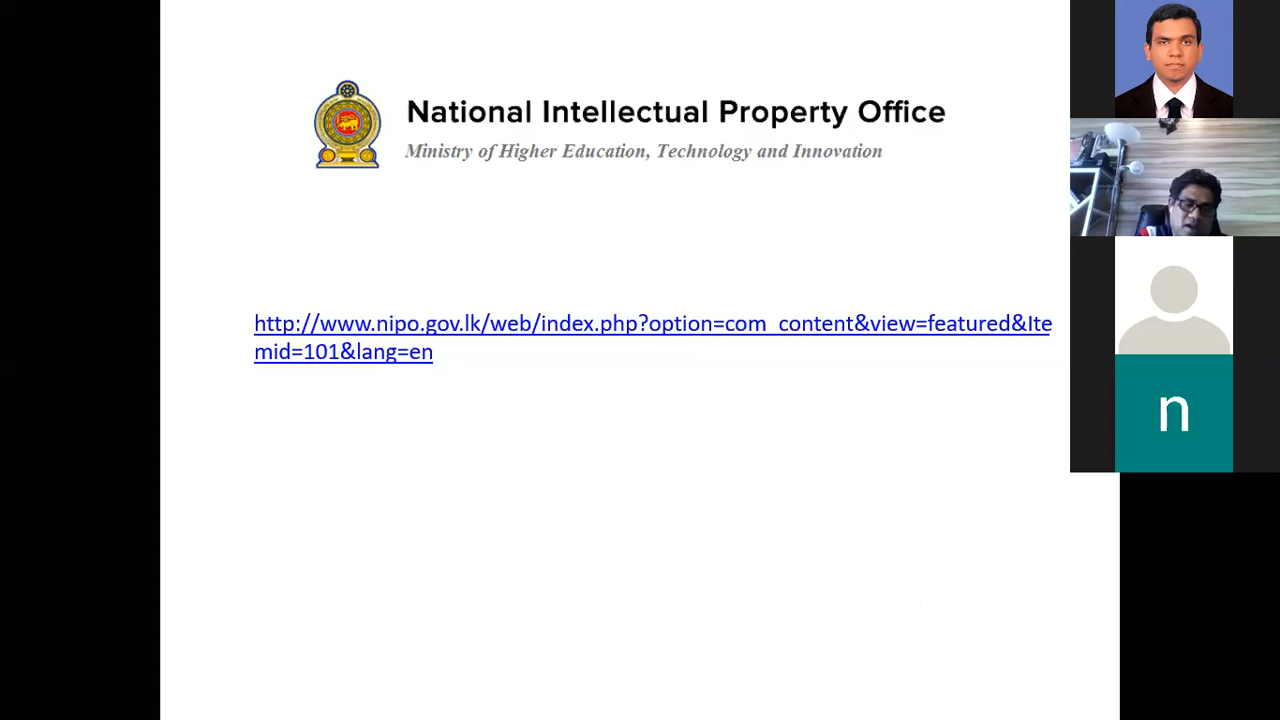 National Intellectual Property Office
Ministry of Higher Education, Technology and Innovation
http://www.nipo.gov.lk/web/index.php?option=com_content&view=featured&Ite
mid=101&lang=en
n